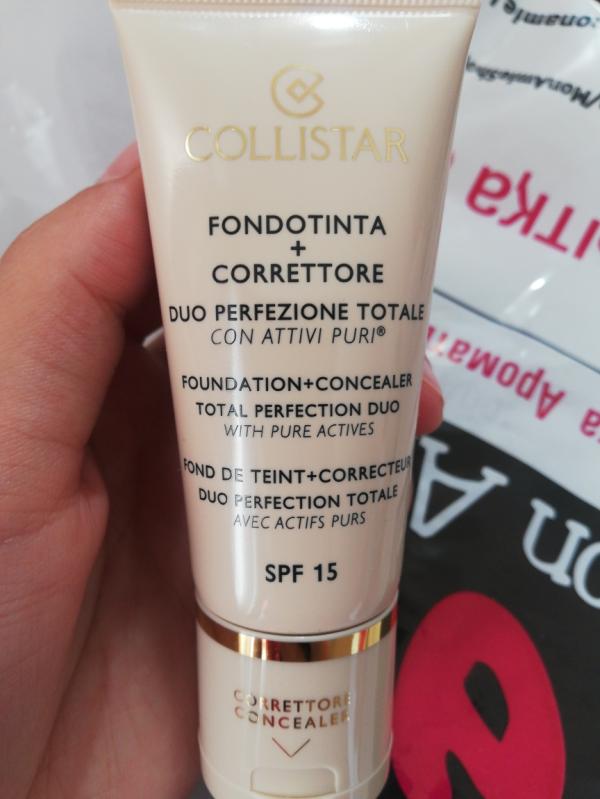 COLLISTAR
FONDOTINTA
+
CORRETTORE
DUO PERFEZIONE TOTALE
CON ATTIVI PURI®
FOUNDATION+CONCEALER
TOTAL PERFECTION DUO
WITH PURE ACTIVES
FOND DE TEINT+CORRECTEUR
DUO PERFECTION TOTALE
AVEC ACTIFS PURS
SPF 15
CORRETTORE
CONCEALER